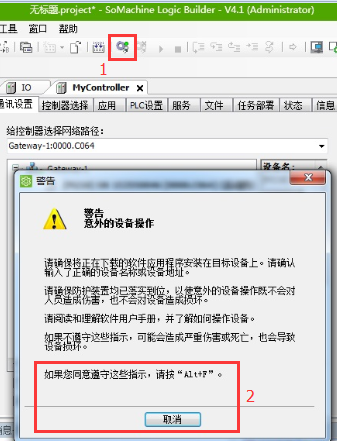 无标题.project* - SoMachine Logic Builder - V4.1 (Administrator)
工具 窗口 帮助
1
IO MyController
通讯设置 控制器选择 应用 PLC设置 服务 文件 任务部署 状态 信息
给控制器选择网络路径:
Gateway-1:0000.C064
Gateway-1
设备名:
警告
警告
意外的设备操作
请确保将正在下载的软件应用程序安装在目标设备上。请确认
输入了正确的设备名称或设备地址。
请确保防护装置均已落实到位,以使意外的设备操作既不会对
人员造成伤害,也不会对设备造成损坏。
请阅读和理解软件用户手册,并了解如何操作设备。
如果不遵守这些指示,可能会造成严重伤害或死亡,也会导致
设备损坏。
如果您同意遵守这些指示,请按“Alt+F”。
2
取消